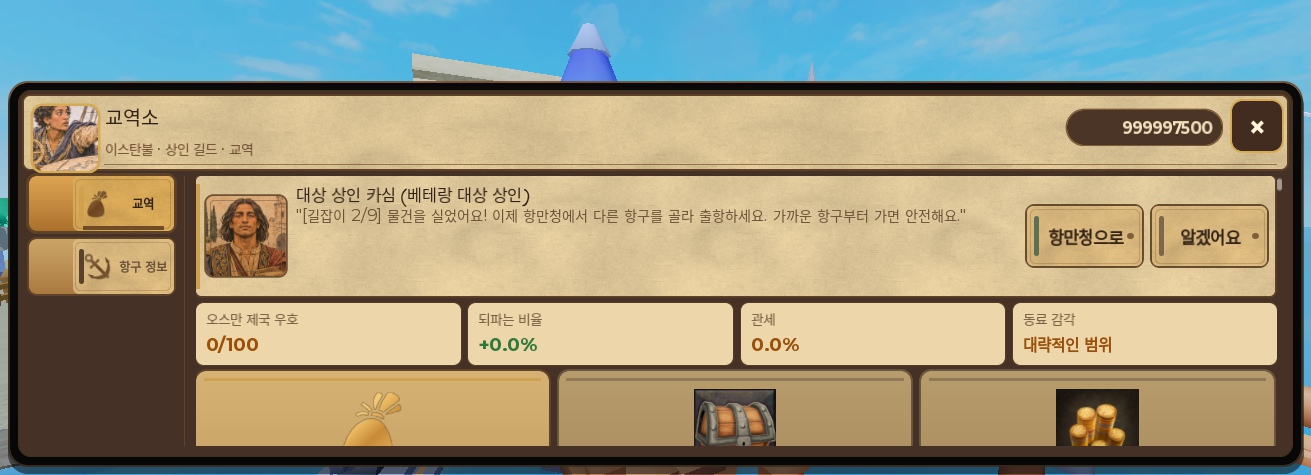 교역소
이스탄불 · 상인 길드 · 교역
999997500
×
교역
항구 정보
대상 상인 카심 (베테랑 대상 상인)
"[길잡이 2/9] 물건을 실었어요! 이제 항만청에서 다른 항구를 골라 출항하세요. 가까운 항구부터 가면 안전해요."
항만청으로
알겠어요
오스만 제국 우호
0/100
되파는 비율
+0.0%
관세
0.0%
동료 감각
대략적인 범위